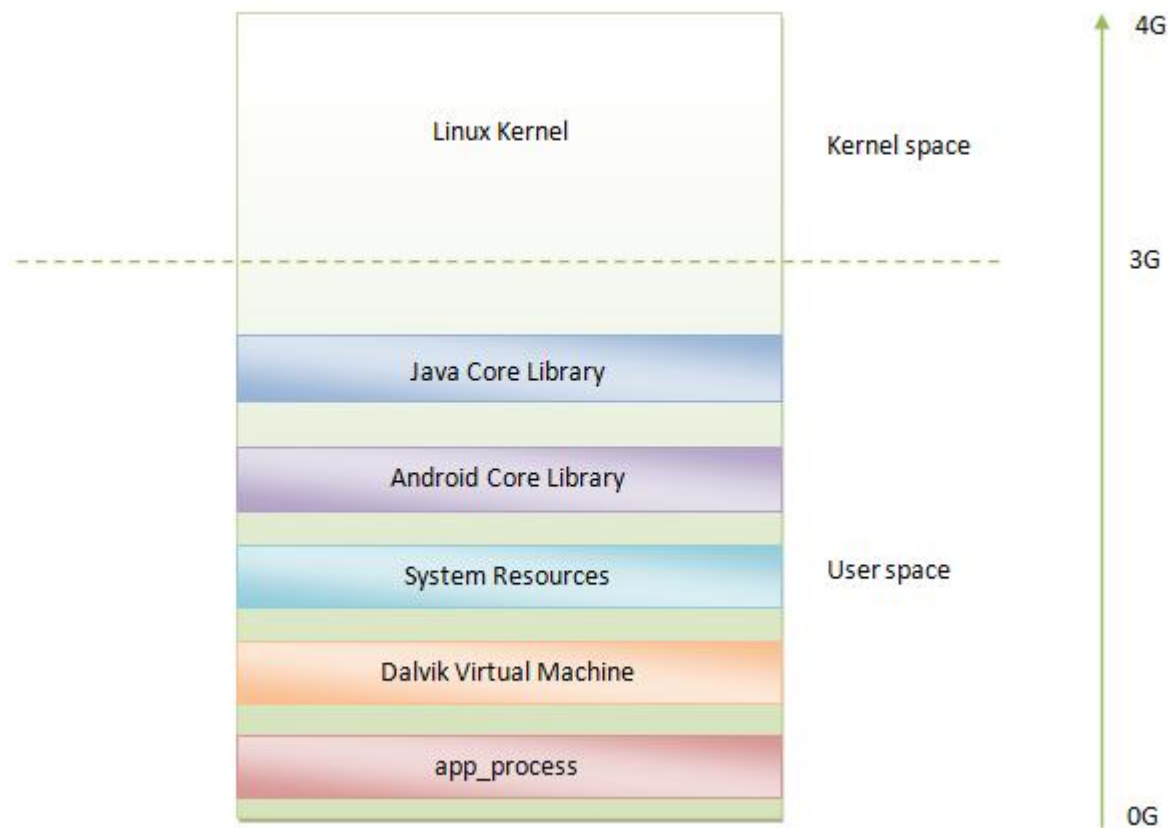 4G
Linux Kernel
Kernel space
3G
Java Core Library
Android Core Library
System Resources
User space
Dalvik Virtual Machine
app_process
0G